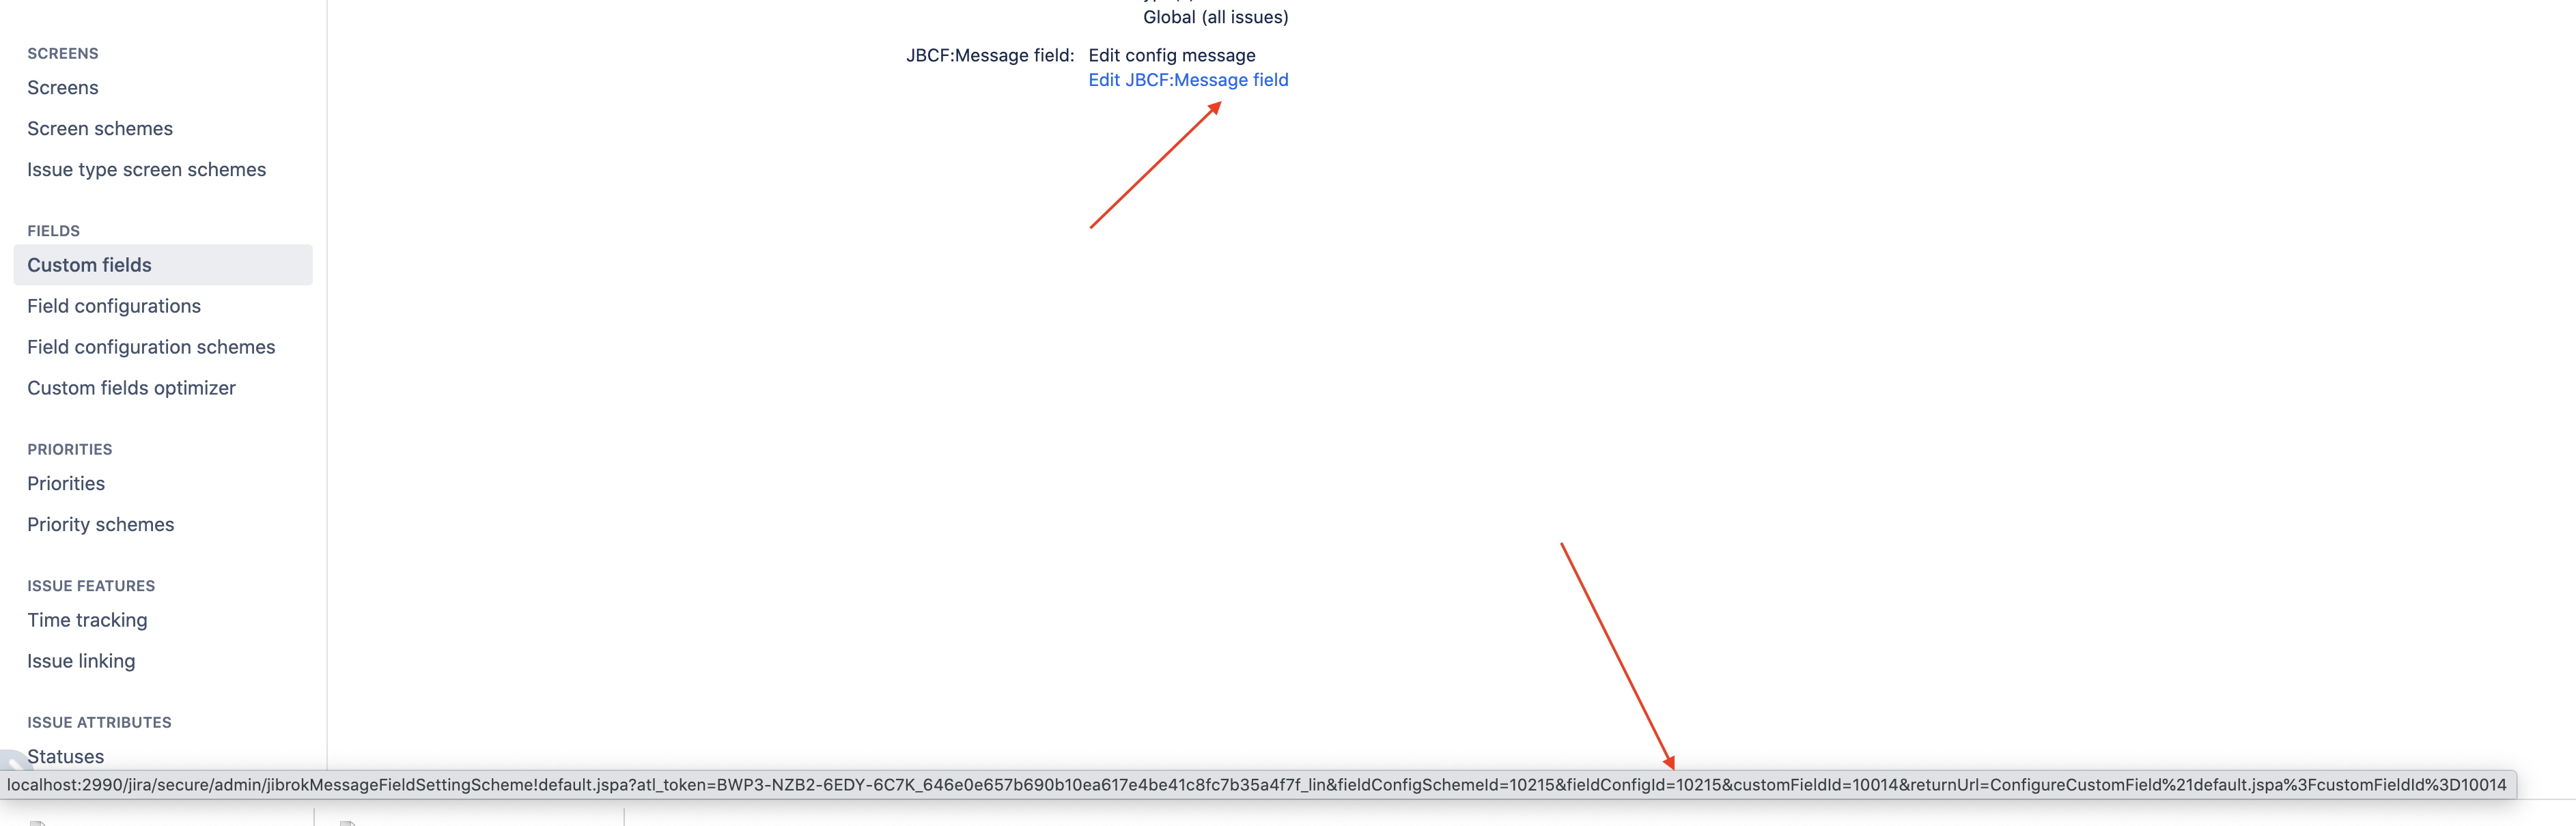 Global (all issues)
JBCF:Message field: Edit config message
Edit JBCF:Message field
SCREENS
Screens
Screen schemes
Issue type screen schemes
FIELDS
Custom fields
Field configurations
Field configuration schemes
Custom fields optimizer
PRIORITIES
Priorities
Priority schemes
ISSUE FEATURES
Time tracking
Issue linking
ISSUE ATTRIBUTES
Statuses
localhost:2990/jira/secure/admin/jibrokMessageFieldSettingScheme!default.jspa?atl_token=BWP3-NZB2-6EDY-6C7K_646e0e657b690b10ea617e4be41c8fc7b35a4f7f_lin&fieldConfigSchemeId=10215&fieldConfigId=10215&customFieldId=10014&returnUrl=ConfigureCustomField%21default.jspa%3FcustomFieldId%3D10014